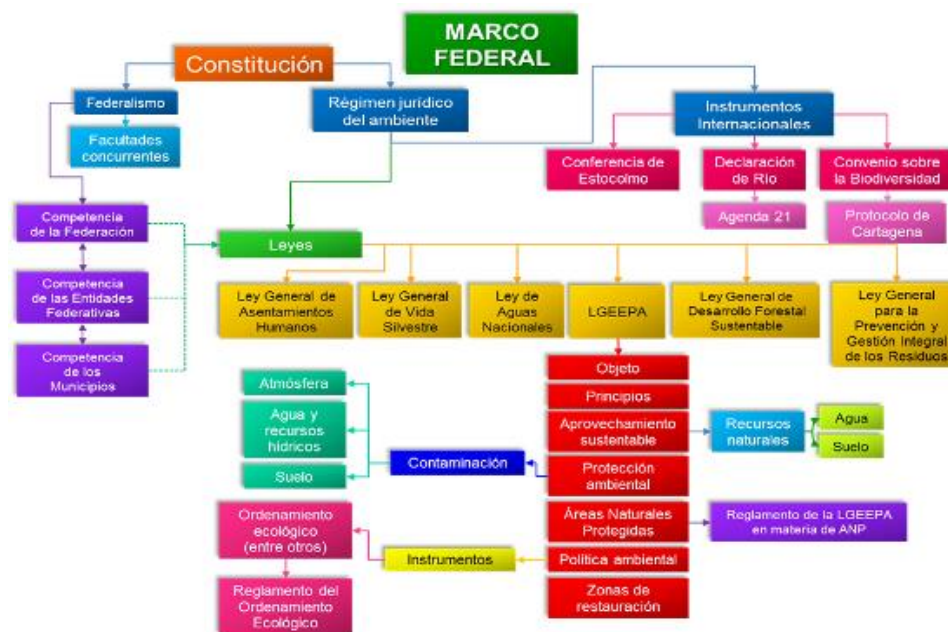 MARCO
FEDERAL
Constitución
Federalismo
Facultades
concurrentes
Régimen jurídico
del ambiente
Instrumentos
Internacionales
Conferencia de
Estocolmo
Declaración
de Río
Convenio sobre
la Biodiversidad
Agenda 21
Protocolo de
Cartagena
Competencia
de la Federación
Competencia
de las Entidades
Federativas
Competencia
de los
Municipios
Leyes
Ley General de
Asentamientos
Humanos
Ley General
de Vida
Silvestre
Ley de
Aguas
Nacionales
LGEEPA
Ley General de
Desarrollo Forestal
Sustentable
Ley General
para la
Prevención y
Gestión Integral
de los Residuos
Objeto
Principios
Aprovechamiento
sustentable
Recursos
naturales
Agua
Suelo
Protección
ambiental
Contaminación
Atmósfera
Agua y
recursos
hídricos
Suelo
Áreas Naturales
Protegidas
Reglamento de la LGEEPA
en materia de ANP
Política ambiental
Instrumentos
Ordenamiento
ecológico
(entre otros)
Reglamento del
Ordenamiento
Ecológico
Zonas de
restauración